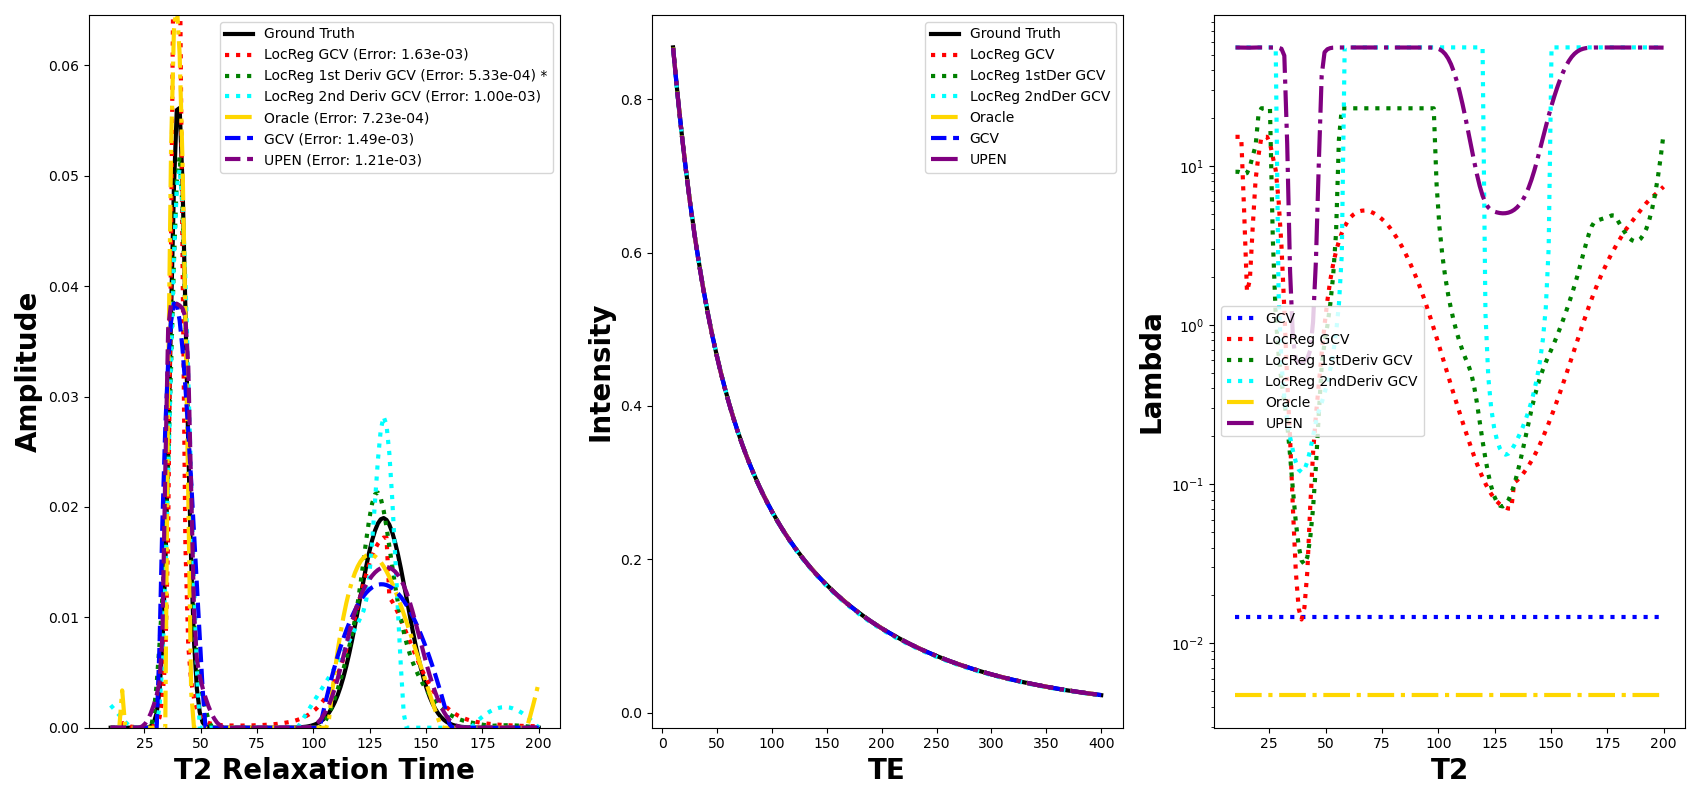 Amplitude
0.06
0.05
0.04
0.03
0.02
0.01
0.00
25 50 75 100 125 150 175 200
T2 Relaxation Time
Ground Truth
LocReg GCV (Error: 1.63e-03)
LocReg 1st Deriv GCV (Error: 5.33e-04) *
LocReg 2nd Deriv GCV (Error: 1.00e-03)
Oracle (Error: 7.23e-04)
GCV (Error: 1.49e-03)
UPEN (Error: 1.21e-03)
Intensity
0.8
0.6
0.4
0.2
0.0
0 50 100 150 200 250 300 350 400
TE
Ground Truth
LocReg GCV
LocReg 1stDer GCV
LocReg 2ndDer GCV
Oracle
GCV
UPEN
Lambda
10¹
10⁰
10⁻¹
10⁻²
25 50 75 100 125 150 175 200
T2
GCV
LocReg GCV
LocReg 1stDeriv GCV
LocReg 2ndDeriv GCV
Oracle
UPEN